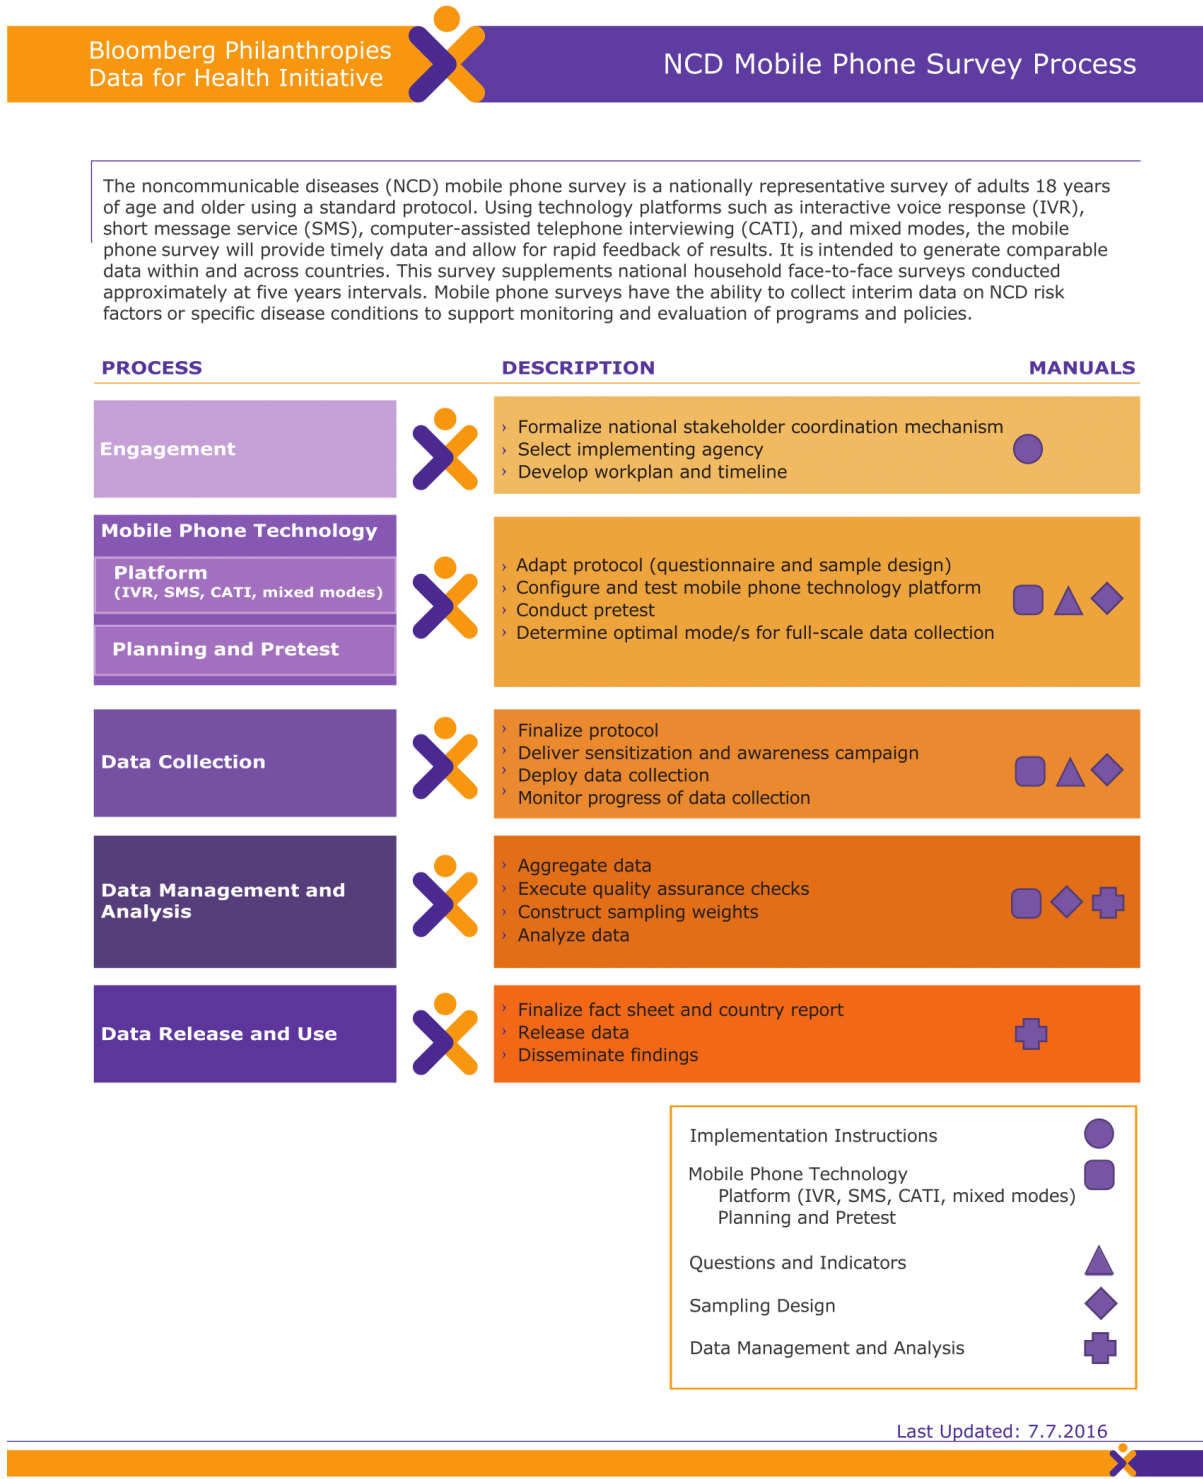 Bloomberg Philanthropies
Data for Health Initiative
NCD Mobile Phone Survey Process
The noncommunicable diseases (NCD) mobile phone survey is a nationally representative survey of adults 18 years
of age and older using a standard protocol. Using technology platforms such as interactive voice response (IVR),
short message service (SMS), computer-assisted telephone interviewing (CATI), and mixed modes, the mobile
phone survey will provide timely data and allow for rapid feedback of results. It is intended to generate comparable
data within and across countries. This survey supplements national household face-to-face surveys conducted
approximately at five years intervals. Mobile phone surveys have the ability to collect interim data on NCD risk
factors or specific disease conditions to support monitoring and evaluation of programs and policies.
PROCESS DESCRIPTION MANUALS
Engagement
› Formalize national stakeholder coordination mechanism
› Select implementing agency
› Develop workplan and timeline
Mobile Phone Technology
Platform
(IVR, SMS, CATI, mixed modes)
Planning and Pretest
› Adapt protocol (questionnaire and sample design)
› Configure and test mobile phone technology platform
› Conduct pretest
› Determine optimal mode/s for full-scale data collection
Data Collection
› Finalize protocol
› Deliver sensitization and awareness campaign
› Deploy data collection
› Monitor progress of data collection
Data Management and
Analysis
› Aggregate data
› Execute quality assurance checks
› Construct sampling weights
› Analyze data
Data Release and Use
› Finalize fact sheet and country report
› Release data
› Disseminate findings
Implementation Instructions
Mobile Phone Technology
Platform (IVR, SMS, CATI, mixed modes)
Planning and Pretest
Questions and Indicators
Sampling Design
Data Management and Analysis
Last Updated: 7.7.2016